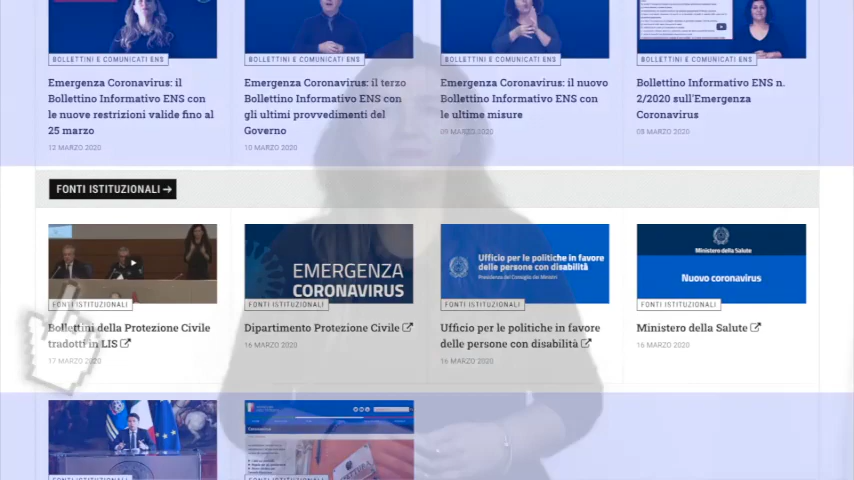 BOLLETTINI E COMUNICATI ENS
BOLLETTINI E COMUNICATI ENS
BOLLETTINI E COMUNICATI ENS
BOLLETTINI E COMUNICATI ENS
Emergenza Coronavirus: il
Bollettino Informativo ENS con
le nuove restrizioni valide fino al
25 marzo
12 MARZO 2020
Emergenza Coronavirus: il terzo
Bollettino Informativo ENS con
gli ultimi provvedimenti del
Governo
10 MARZO 2020
Emergenza Coronavirus: il nuovo
Bollettino Informativo ENS con
le ultime misure
09 MARZO 2020
Bollettino Informativo ENS n.
2/2020 sull'Emergenza
Coronavirus
08 MARZO 2020
FONTI ISTITUZIONALI →
FONTI ISTITUZIONALI
Bollettini della Protezione Civile
tradotti in LIS
17 MARZO 2020
EMERGENZA
CORONAVIRUS
FONTI ISTITUZIONALI
Dipartimento Protezione Civile
16 MARZO 2020
Ufficio per le politiche in favore
delle persone con disabilità
Presidenza del Consiglio dei Ministri
FONTI ISTITUZIONALI
Ufficio per le politiche in favore
delle persone con disabilità
16 MARZO 2020
Ministero della Salute
Nuovo coronavirus
FONTI ISTITUZIONALI
Ministero della Salute
16 MARZO 2020
FONTI ISTITUZIONALI
FONTI ISTITUZIONALI